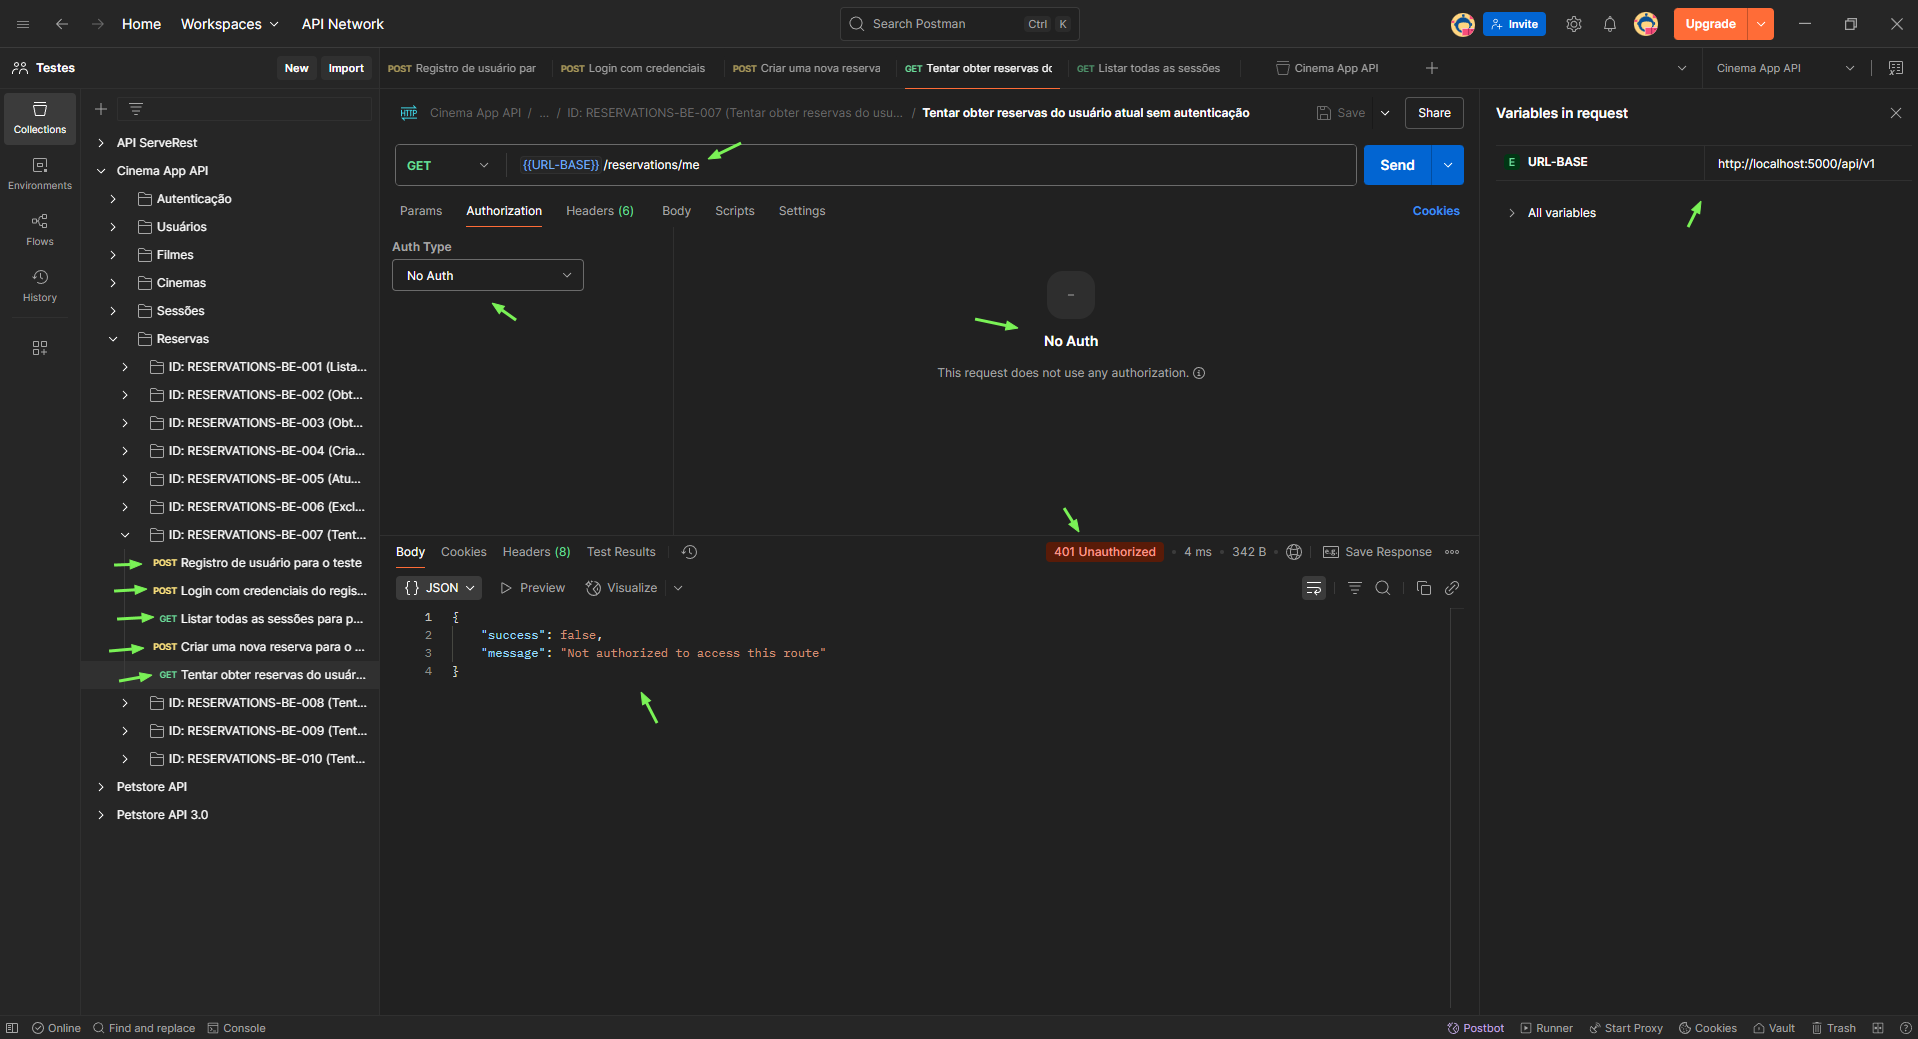 Home Workspaces API Network Search Postman Ctrl K Invite Upgrade
Testes New Import POST Registro de usuário par POST Login com credenciais POST Criar uma nova reserva GET Tentar obter reservas do GET Listar todas as sessões Cinema App API Cinema App API
Collections
Environments
Flows
History
API ServeRest
Cinema App API
Autenticação
Usuários
Filmes
Cinemas
Sessões
Reservas
ID: RESERVATIONS-BE-001 (Lista...
ID: RESERVATIONS-BE-002 (Obt...
ID: RESERVATIONS-BE-003 (Obt...
ID: RESERVATIONS-BE-004 (Cria...
ID: RESERVATIONS-BE-005 (Atu...
ID: RESERVATIONS-BE-006 (Excl...
ID: RESERVATIONS-BE-007 (Tent...
POST Registro de usuário para o teste
POST Login com credenciais do regis...
GET Listar todas as sessões para p...
POST Criar uma nova reserva para o ...
GET Tentar obter reservas do usuár...
ID: RESERVATIONS-BE-008 (Tent...
ID: RESERVATIONS-BE-009 (Tent...
ID: RESERVATIONS-BE-010 (Tent...
Petstore API
Petstore API 3.0
HTTP Cinema App API / ... / ID: RESERVATIONS-BE-007 (Tentar obter reservas do usu... / Tentar obter reservas do usuário atual sem autenticação Save Share
GET {{URL-BASE}} /reservations/me Send
Params Authorization Headers (6) Body Scripts Settings Cookies
Auth Type
No Auth
-
No Auth
This request does not use any authorization.
Body Cookies Headers (8) Test Results 401 Unauthorized 4 ms 342 B e.g. Save Response
{} JSON Preview Visualize
1 {
2 "success": false,
3 "message": "Not authorized to access this route"
4 }
Variables in request
E URL-BASE http://localhost:5000/api/v1
All variables
Online Find and replace Console Postbot Runner Start Proxy Cookies Vault Trash